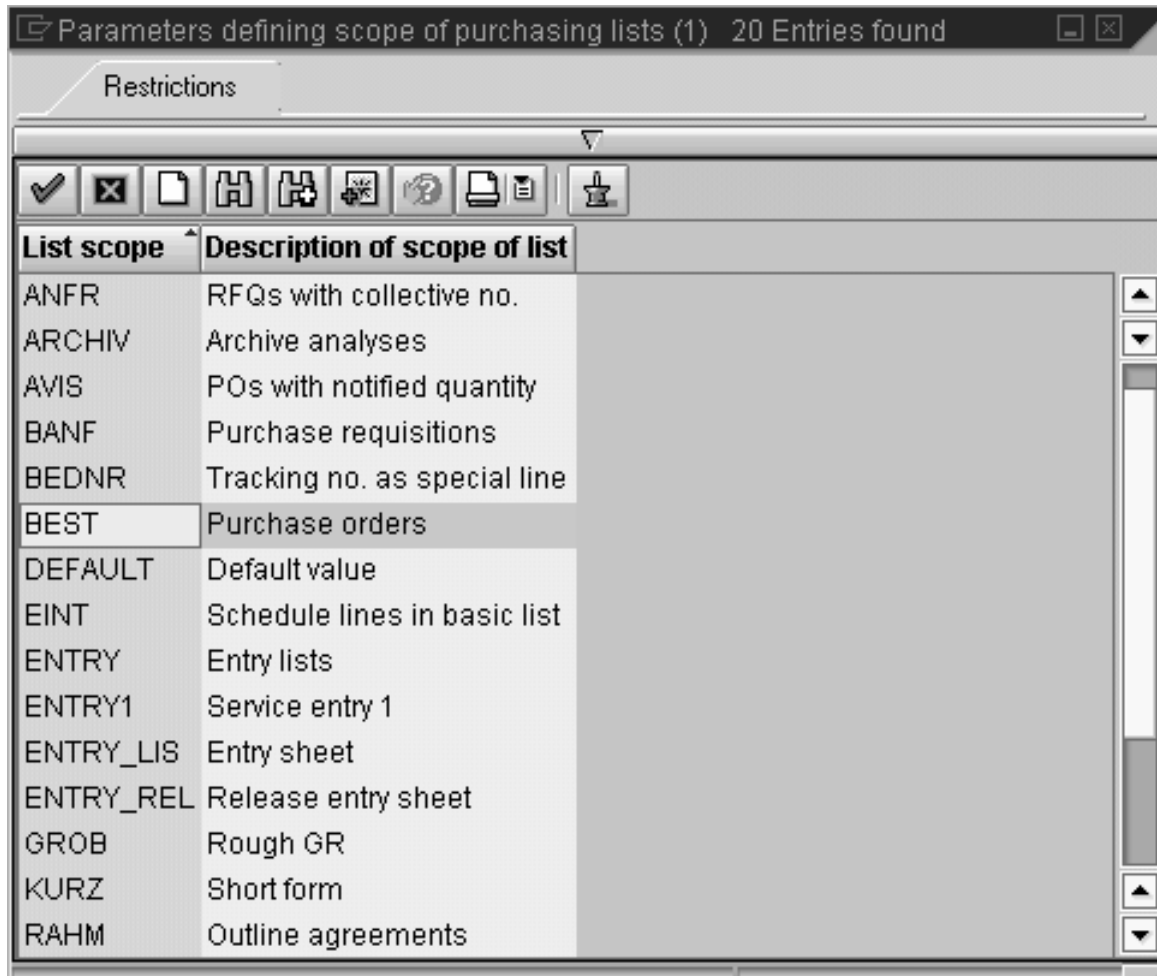 Parameters defining scope of purchasing lists (1) 20 Entries found
Restrictions
List scope Description of scope of list
ANFR RFQs with collective no.
ARCHIV Archive analyses
AVIS POs with notified quantity
BANF Purchase requisitions
BEDNR Tracking no. as special line
BEST Purchase orders
DEFAULT Default value
EINT Schedule lines in basic list
ENTRY Entry lists
ENTRY1 Service entry 1
ENTRY_LIS Entry sheet
ENTRY_REL Release entry sheet
GROB Rough GR
KURZ Short form
RAHM Outline agreements